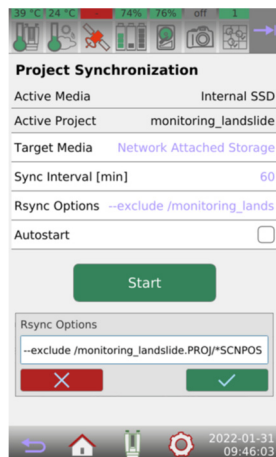 39 °C 24 °C -- 74% 76% off 1
Project Synchronization
Active Media Internal SSD
Active Project monitoring_landslide
Target Media Network Attached Storage
Sync Interval [min] 60
Rsync Options --exclude /monitoring_lands
Autostart
Start
Rsync Options
--exclude /monitoring_landslide.PROJ/*SCNPOS
2022-01-31
09:46:03